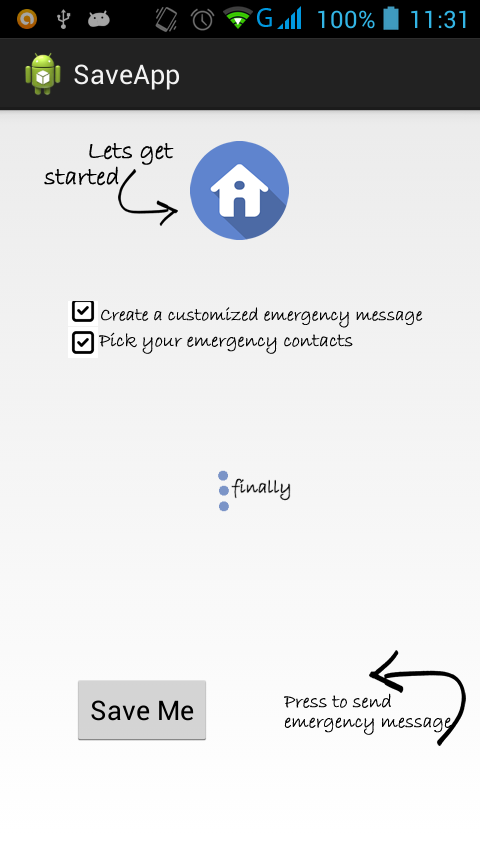 G 100% 11:31
SaveApp
Lets get
started
Create a customized emergency message
Pick your emergency contacts
finally
Save Me
Press to send
emergency message